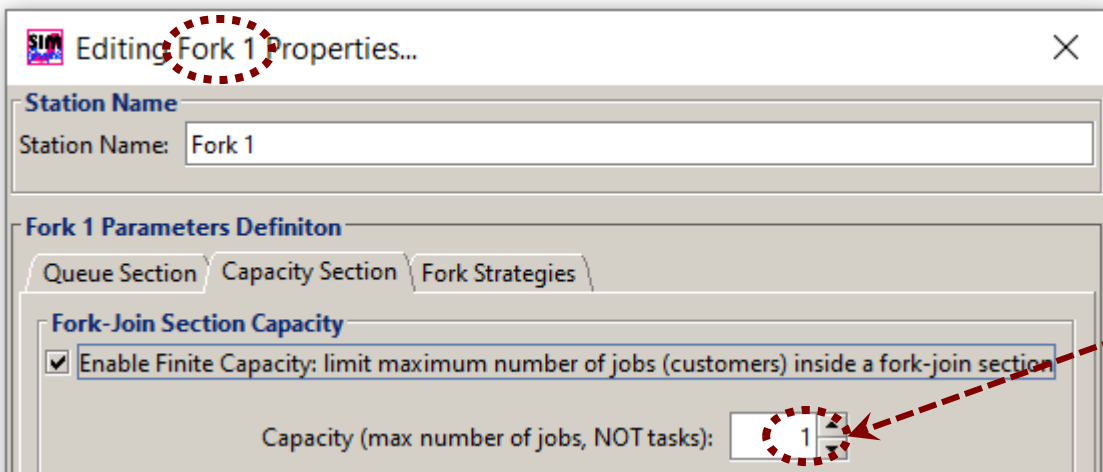 SIM
Editing Fork 1 Properties...
Station Name
Station Name: Fork 1
Fork 1 Parameters Definiton
Queue Section Capacity Section Fork Strategies
Fork-Join Section Capacity
Enable Finite Capacity: limit maximum number of jobs (customers) inside a fork-join section
Capacity (max number of jobs, NOT tasks): 1